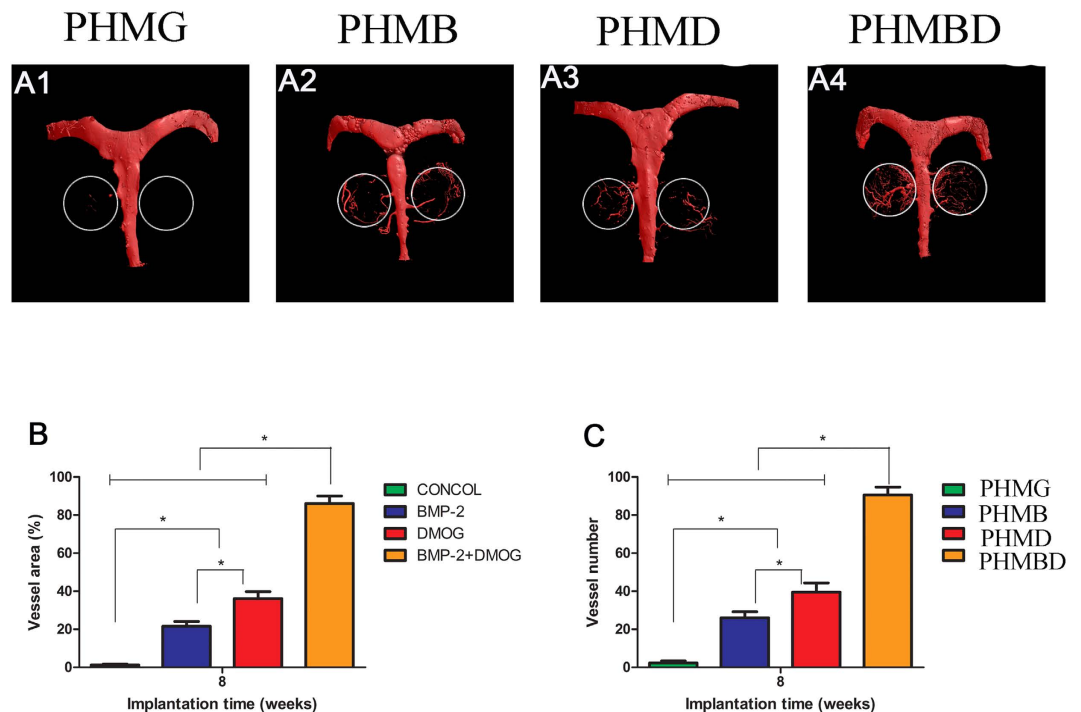 PHMG PHMB PHMD PHMBD
A1 A2 A3 A4
B
*
100
80
60
40
20
0
Vessel area (%)
*
*
8
Implantation time (weeks)
CONCOL
BMP-2
DMOG
BMP-2+DMOG
C
*
100
80
60
40
20
0
Vessel number
*
*
8
Implantation time (weeks)
PHMG
PHMB
PHMD
PHMBD